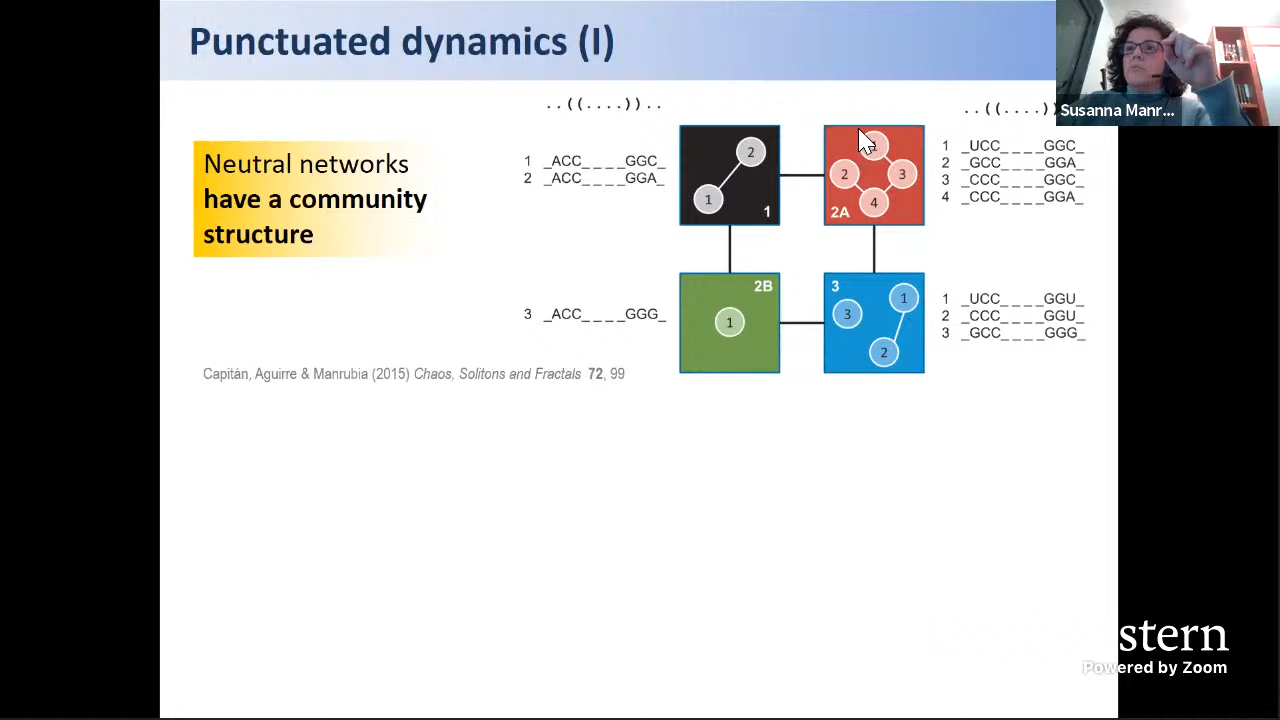 Punctuated dynamics (I)
Susanna Manr...
Neutral networks
have a community
structure
. . ( ( . . . . ) ) . .
1 _ACC_ _ _ _GGC_
2 _ACC_ _ _ _GGA_
2
1
1
2
3
4
2A
. . ( ( . . . . ) )
1 _UCC_ _ _ _GGC_
2 _GCC_ _ _ _GGA_
3 _CCC_ _ _ _GGC_
4 _CCC_ _ _ _GGA_
3 _ACC_ _ _ _GGG_
2B
1
3
1
3
2
1 _UCC_ _ _ _GGU_
2 _CCC_ _ _ _GGU_
3 _GCC_ _ _ _GGG_
Capitán, Aguirre & Manrubia (2015) Chaos, Solitons and Fractals 72, 99
stern
Powered by Zoom